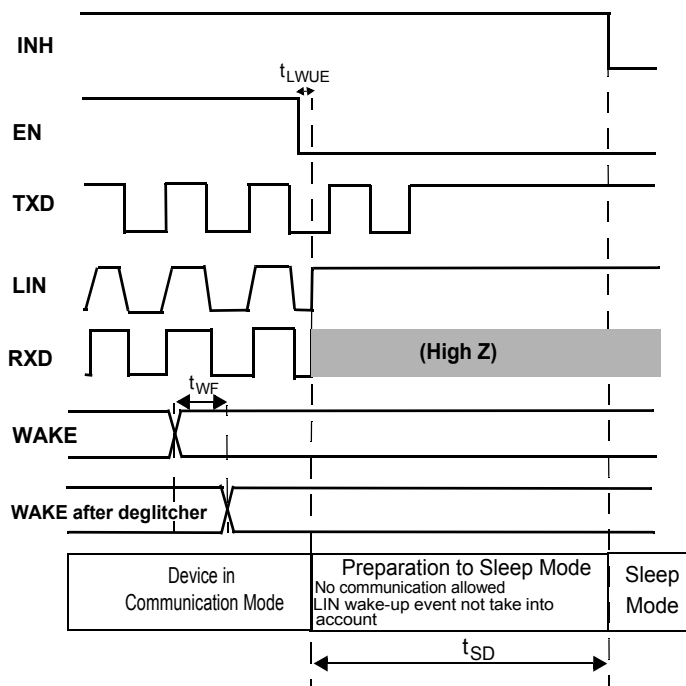 INH
t_LWUE
EN
TXD
LIN
RXD
(High Z)
t_WF
WAKE
WAKE after deglitcher
Device in
Communication Mode
Preparation to Sleep Mode
No communication allowed
LIN wake-up event not take into
account
Sleep
Mode
t_SD